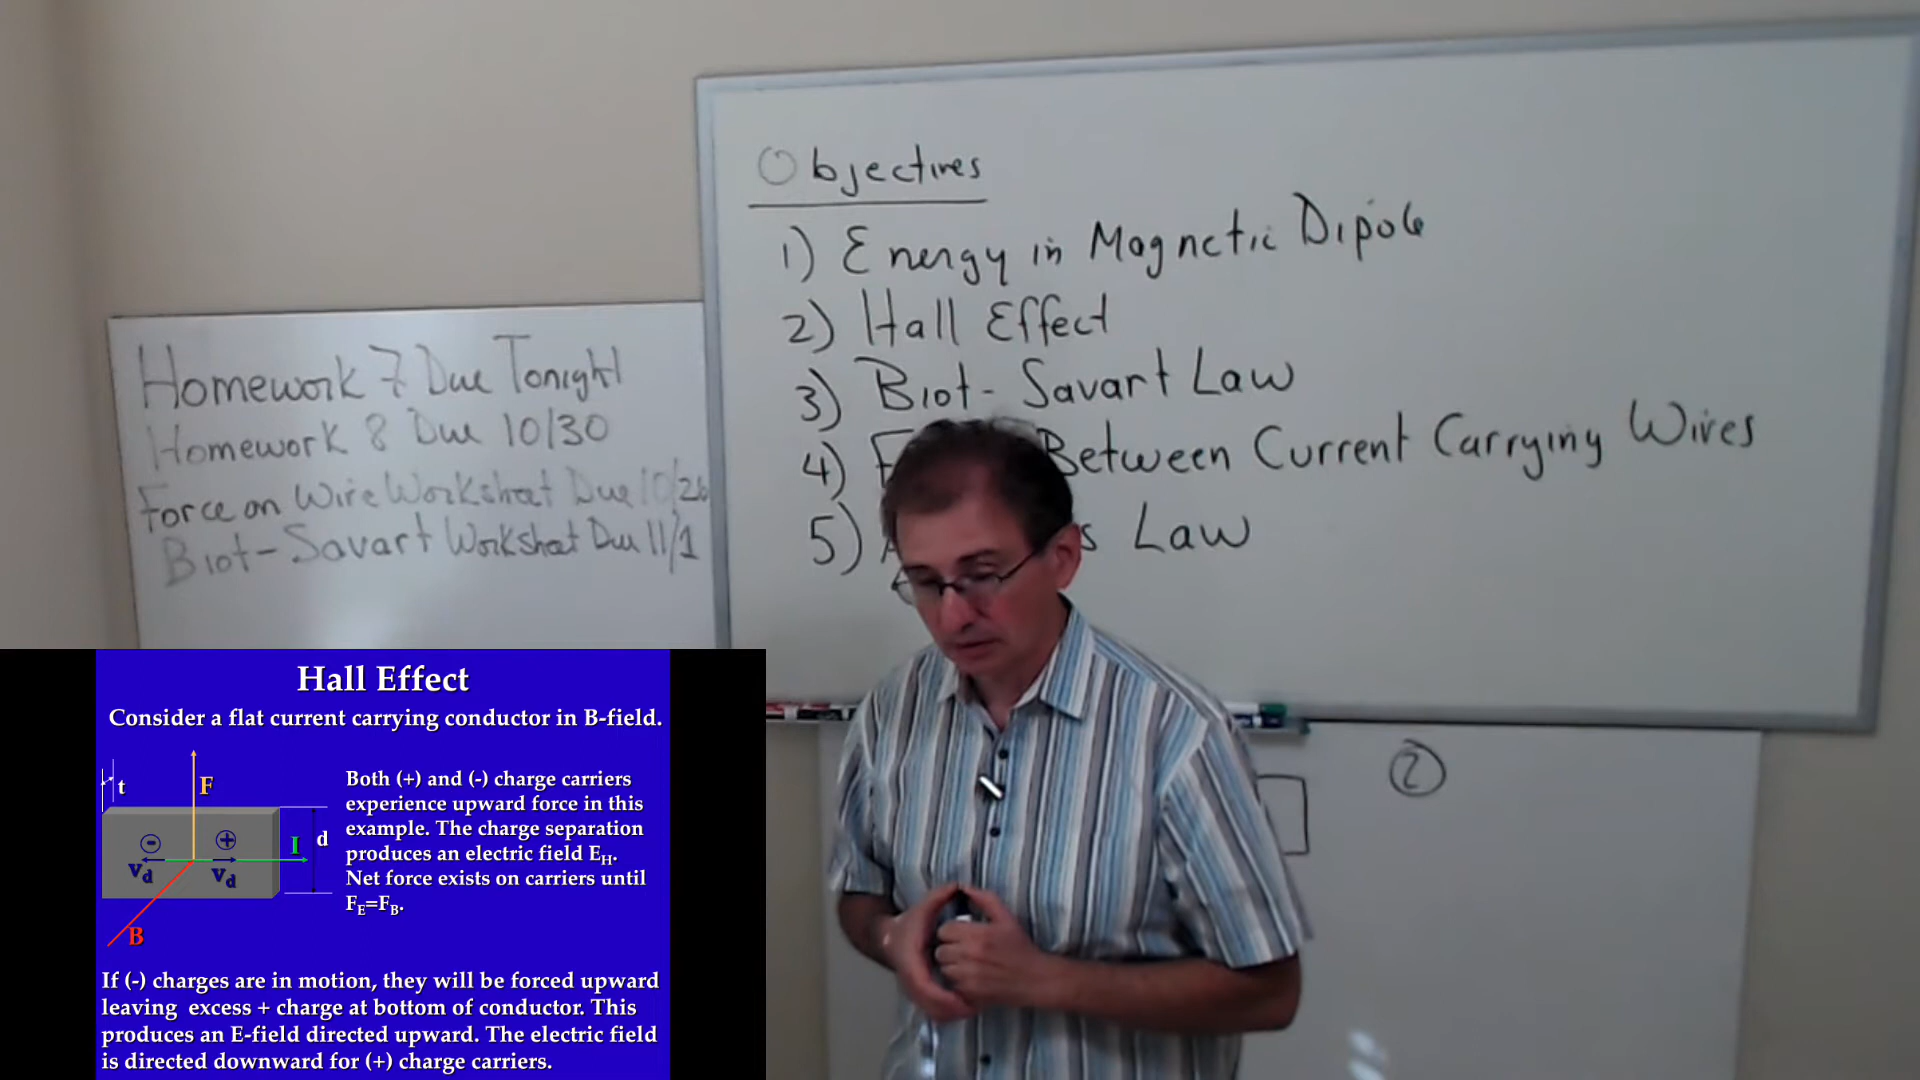 Objectives
1) Energy in Magnetic Dipole
2) Hall Effect
3) Biot-Savart Law
4) Between Current Carrying Wires
5) Law
Homework 7 Due Tonight
Homework 8 Due 10/30
Force on Wire Worksheet Due 10/26
Biot-Savart Worksheet Due 11/1
2
Hall Effect
Consider a flat current carrying conductor in B-field.
t
F
d
I
- +
vd vd
B
Both (+) and (-) charge carriers
experience upward force in this
example. The charge separation
produces an electric field EH.
Net force exists on carriers until
FE=FB.
If (-) charges are in motion, they will be forced upward
leaving excess + charge at bottom of conductor. This
produces an E-field directed upward. The electric field
is directed downward for (+) charge carriers.